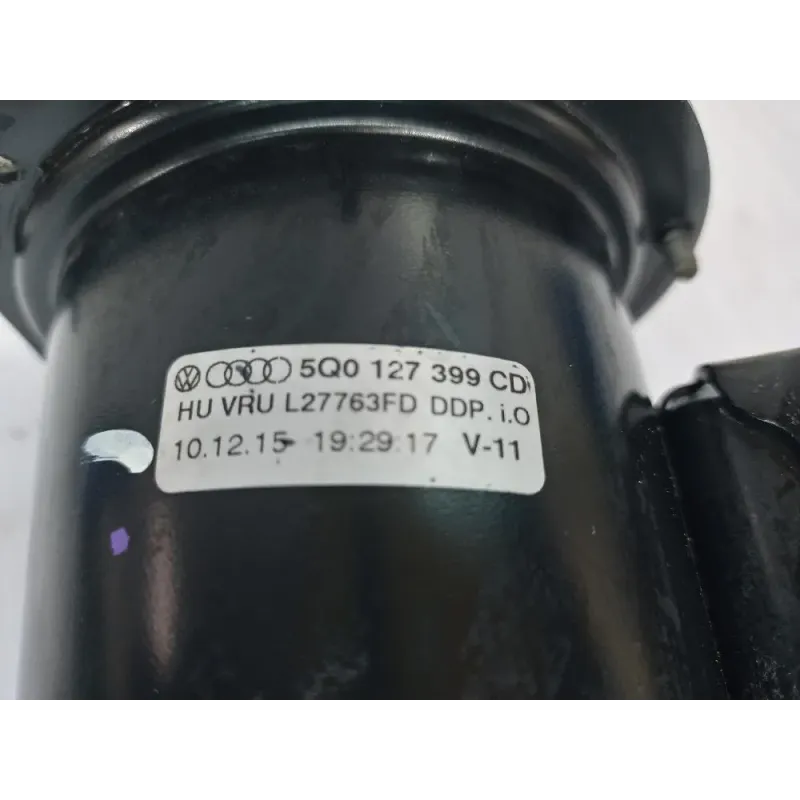 5Q0 127 399 CD
HU VRU L27763FD DDP. i.O
10.12.15 19:29:17 V-11